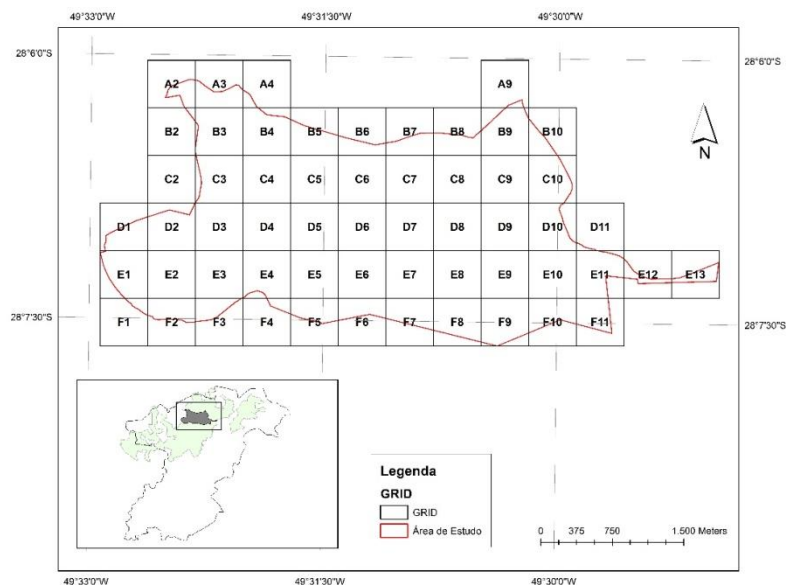 49°33'0"W 49°31'30"W 49°30'0"W
28°6'0"S 28°6'0"S
A2 A3 A4 A9
B2 B3 B4 B5 B6 B7 B8 B9 B10
N
C2 C3 C4 C5 C6 C7 C8 C9 C10
D1 D2 D3 D4 D5 D6 D7 D8 D9 D10 D11
E1 E2 E3 E4 E5 E6 E7 E8 E9 E10 E11 E12 E13
28°7'30"S F1 F2 F3 F4 F5 F6 F7 F8 F9 F10 F11 28°7'30"S
Legenda
GRID
GRID
Área de Estudo
0 375 750 1.500 Meters
49°33'0"W 49°31'30"W 49°30'0"W